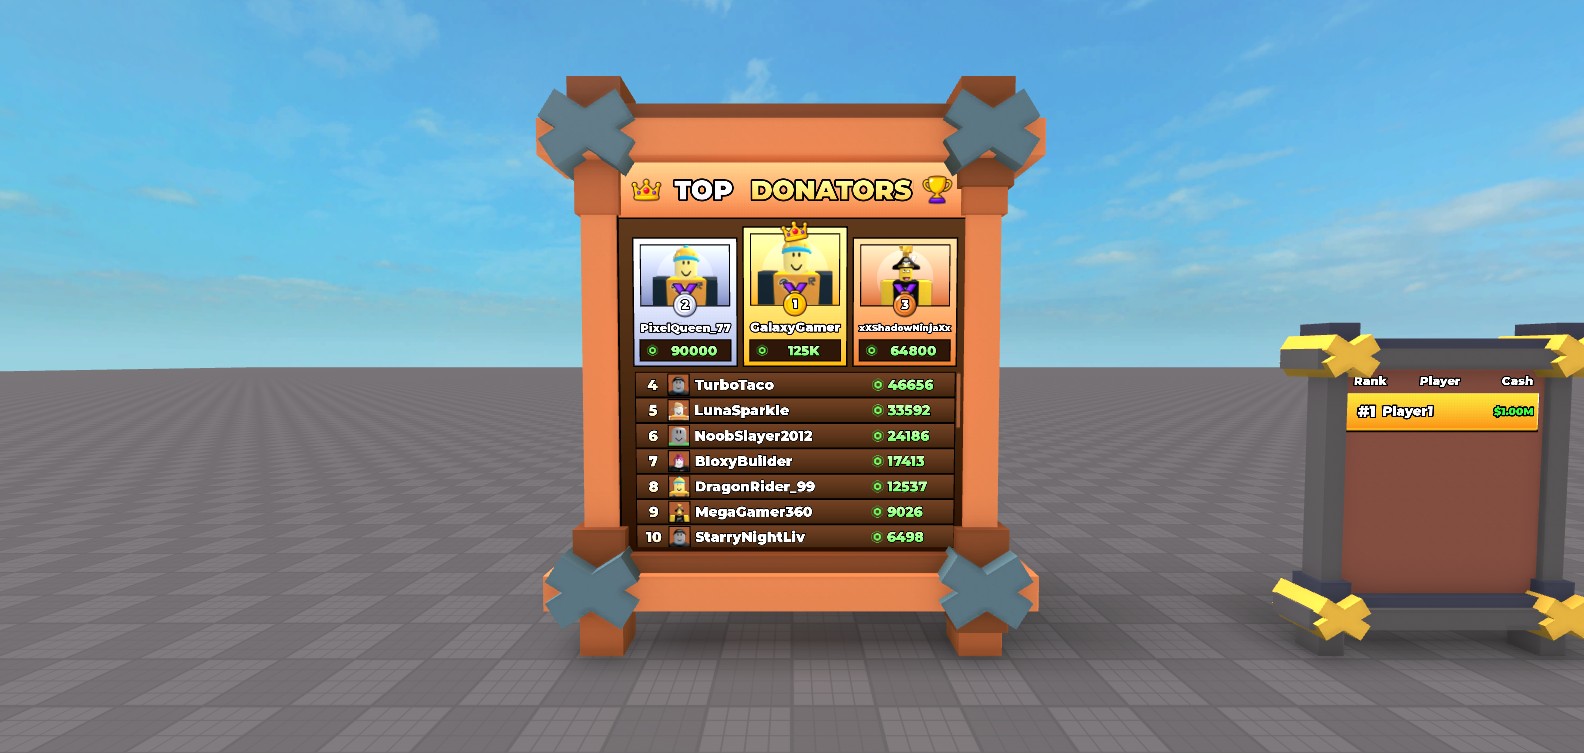 TOP DONATORS
2
PixelQueen_77
90000
1
GalaxyGamer
125K
3
xXShadowNinjaXx
64800
4 TurboTaco 46656
5 LunaSparkle 33592
6 NoobSlayer2012 24186
7 BloxyBuilder 17413
8 DragonRider_99 12537
9 MegaGamer360 9026
10 StarryNightLiv 6498
Rank Player Cash
#1 Player1 $1.00M